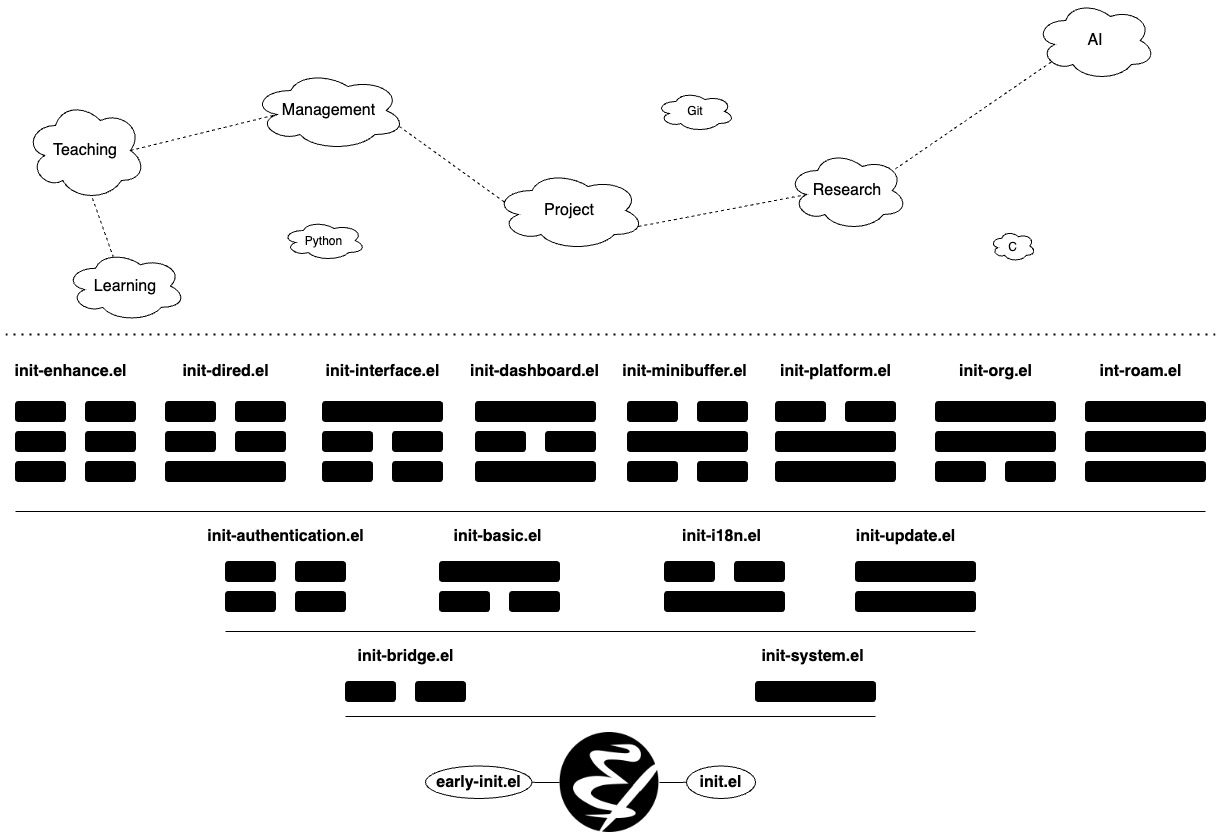 AI
Management
Git
Teaching
Research
Project
Python
C
Learning
init-enhance.el
init-dired.el
init-interface.el
init-dashboard.el
init-minibuffer.el
init-platform.el
init-org.el
int-roam.el
init-authentication.el
init-basic.el
init-i18n.el
init-update.el
init-bridge.el
init-system.el
early-init.el
init.el